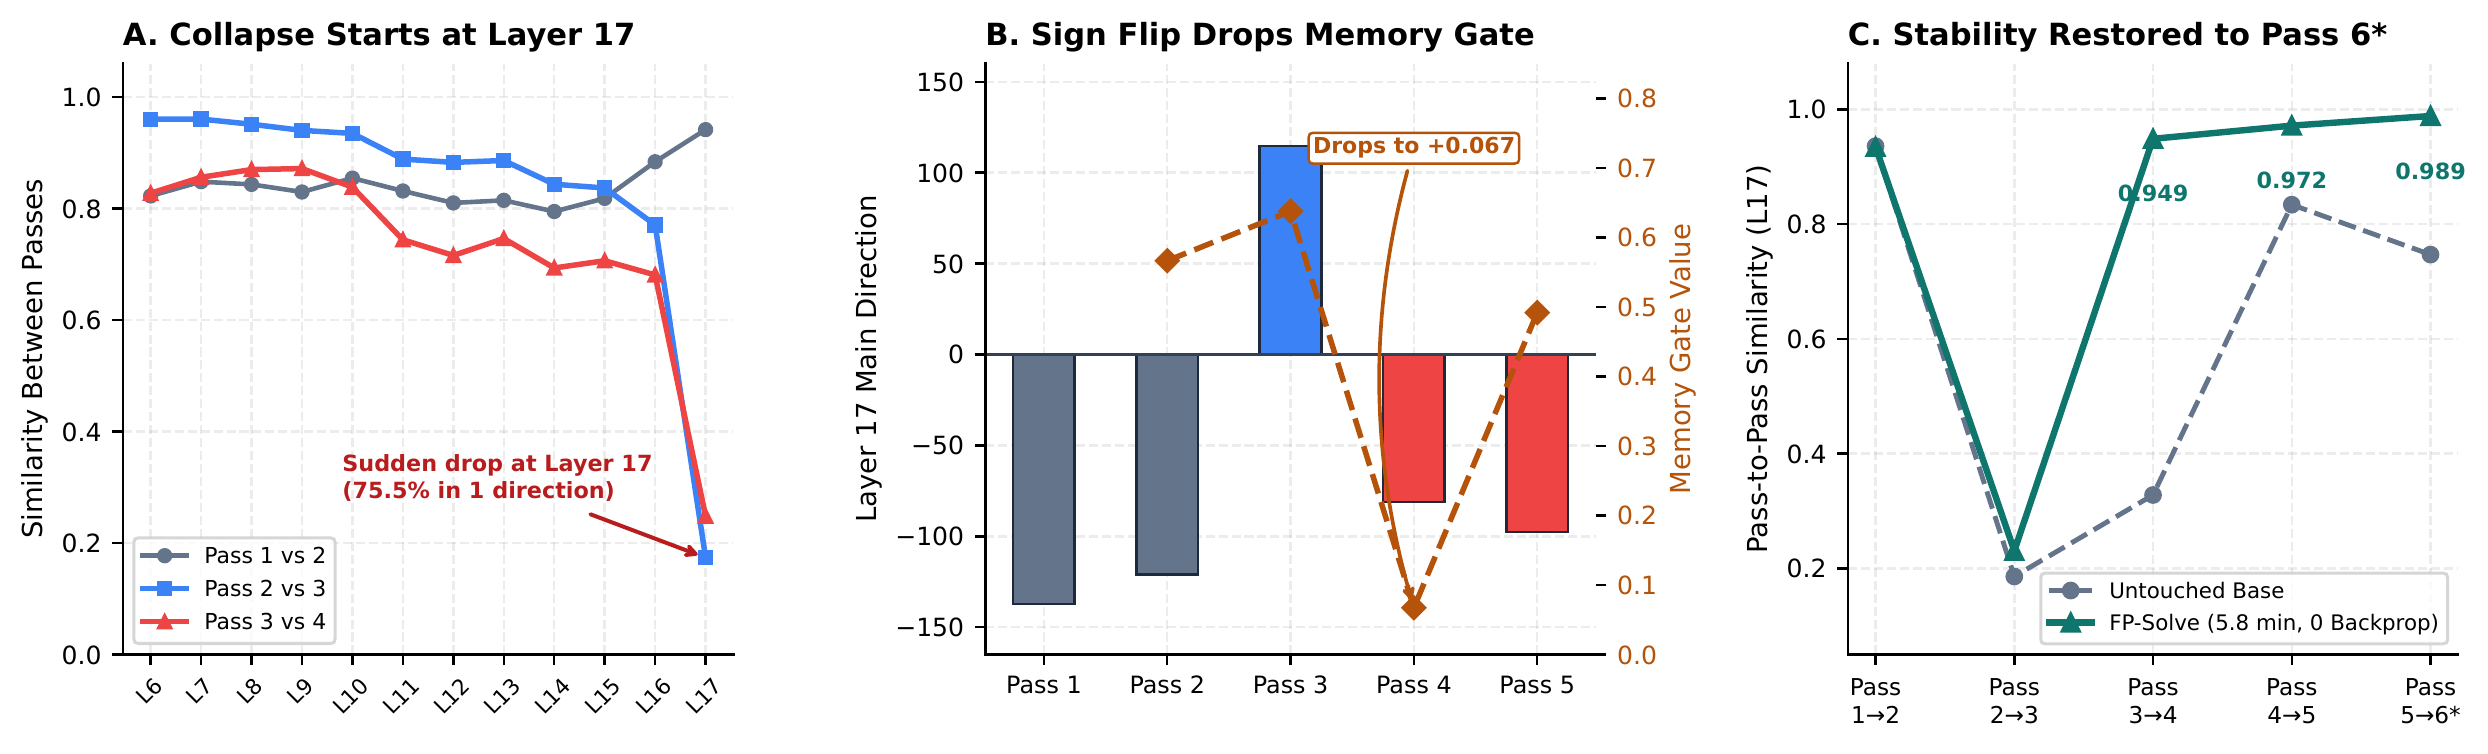 A. Collapse Starts at Layer 17
Similarity Between Passes
1.0
0.8
0.6
0.4
0.2
0.0
Sudden drop at Layer 17
(75.5% in 1 direction)
Pass 1 vs 2
Pass 2 vs 3
Pass 3 vs 4
L6
L7
L8
L9
L10
L11
L12
L13
L14
L15
L16
L17
B. Sign Flip Drops Memory Gate
Layer 17 Main Direction
150
100
50
0
−50
−100
−150
Drops to +0.067
0.8
0.7
0.6
0.5
0.4
0.3
0.2
0.1
0.0
Memory Gate Value
Pass 1
Pass 2
Pass 3
Pass 4
Pass 5
C. Stability Restored to Pass 6*
Pass-to-Pass Similarity (L17)
1.0
0.8
0.6
0.4
0.2
0.949
0.972
0.989
Untouched Base
FP-Solve (5.8 min, 0 Backprop)
Pass
1→2
Pass
2→3
Pass
3→4
Pass
4→5
Pass
5→6*